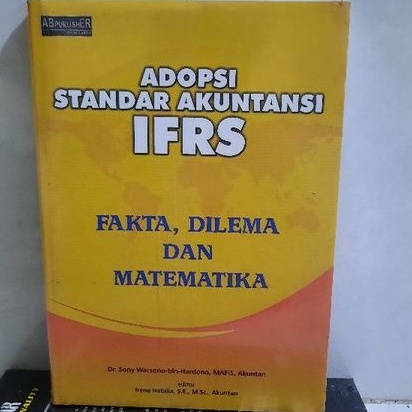 AB PUBLISHER
ADOPSI
STANDAR AKUNTANSI
IFRS
FAKTA, DILEMA
DAN
MATEMATIKA
Dr. Sony Warsono-bin-Hardono, MAFIS, Akuntan
editor
Irene Natalia, S.E., M.Sc., Akuntan